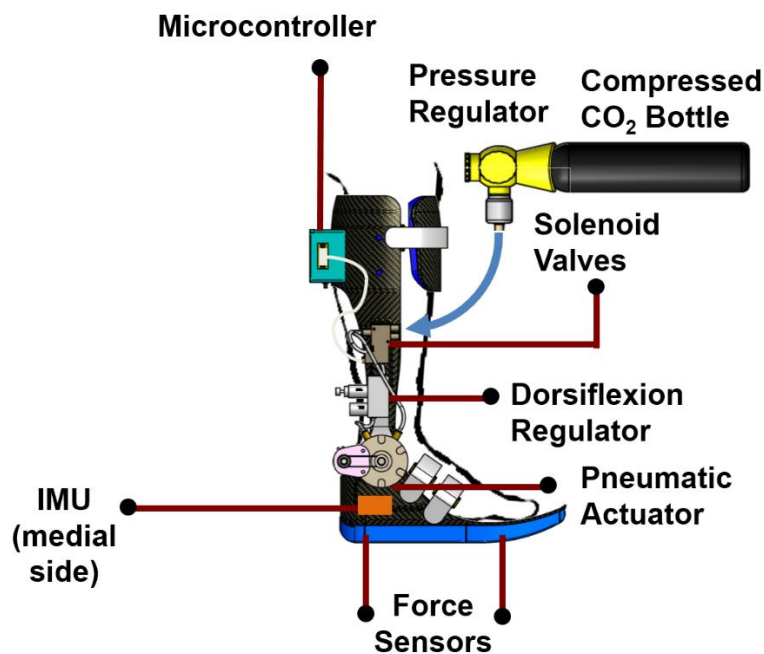 Microcontroller
Pressure
Regulator
Compressed
CO₂ Bottle
Solenoid
Valves
Dorsiflexion
Regulator
Pneumatic
Actuator
IMU
(medial
side)
Force
Sensors